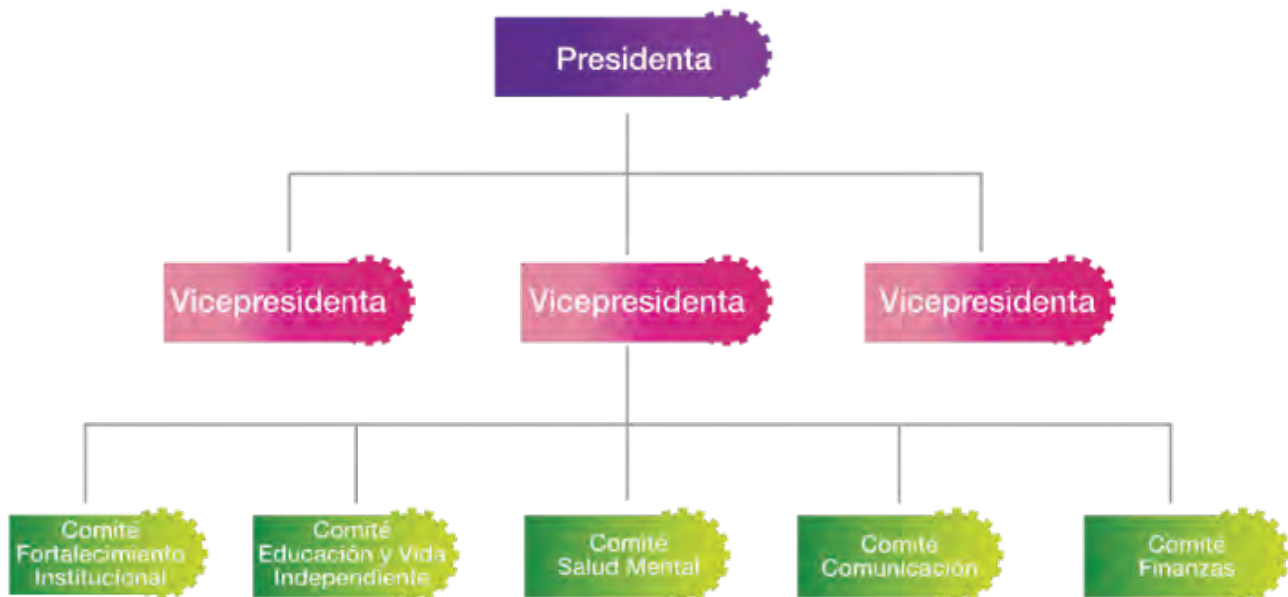 Presidenta
Vicepresidenta
Vicepresidenta
Vicepresidenta
Comité
Fortalecimiento
Institucional
Comité
Educación y Vida
Independiente
Comité
Salud Mental
Comité
Comunicación
Comité
Finanzas